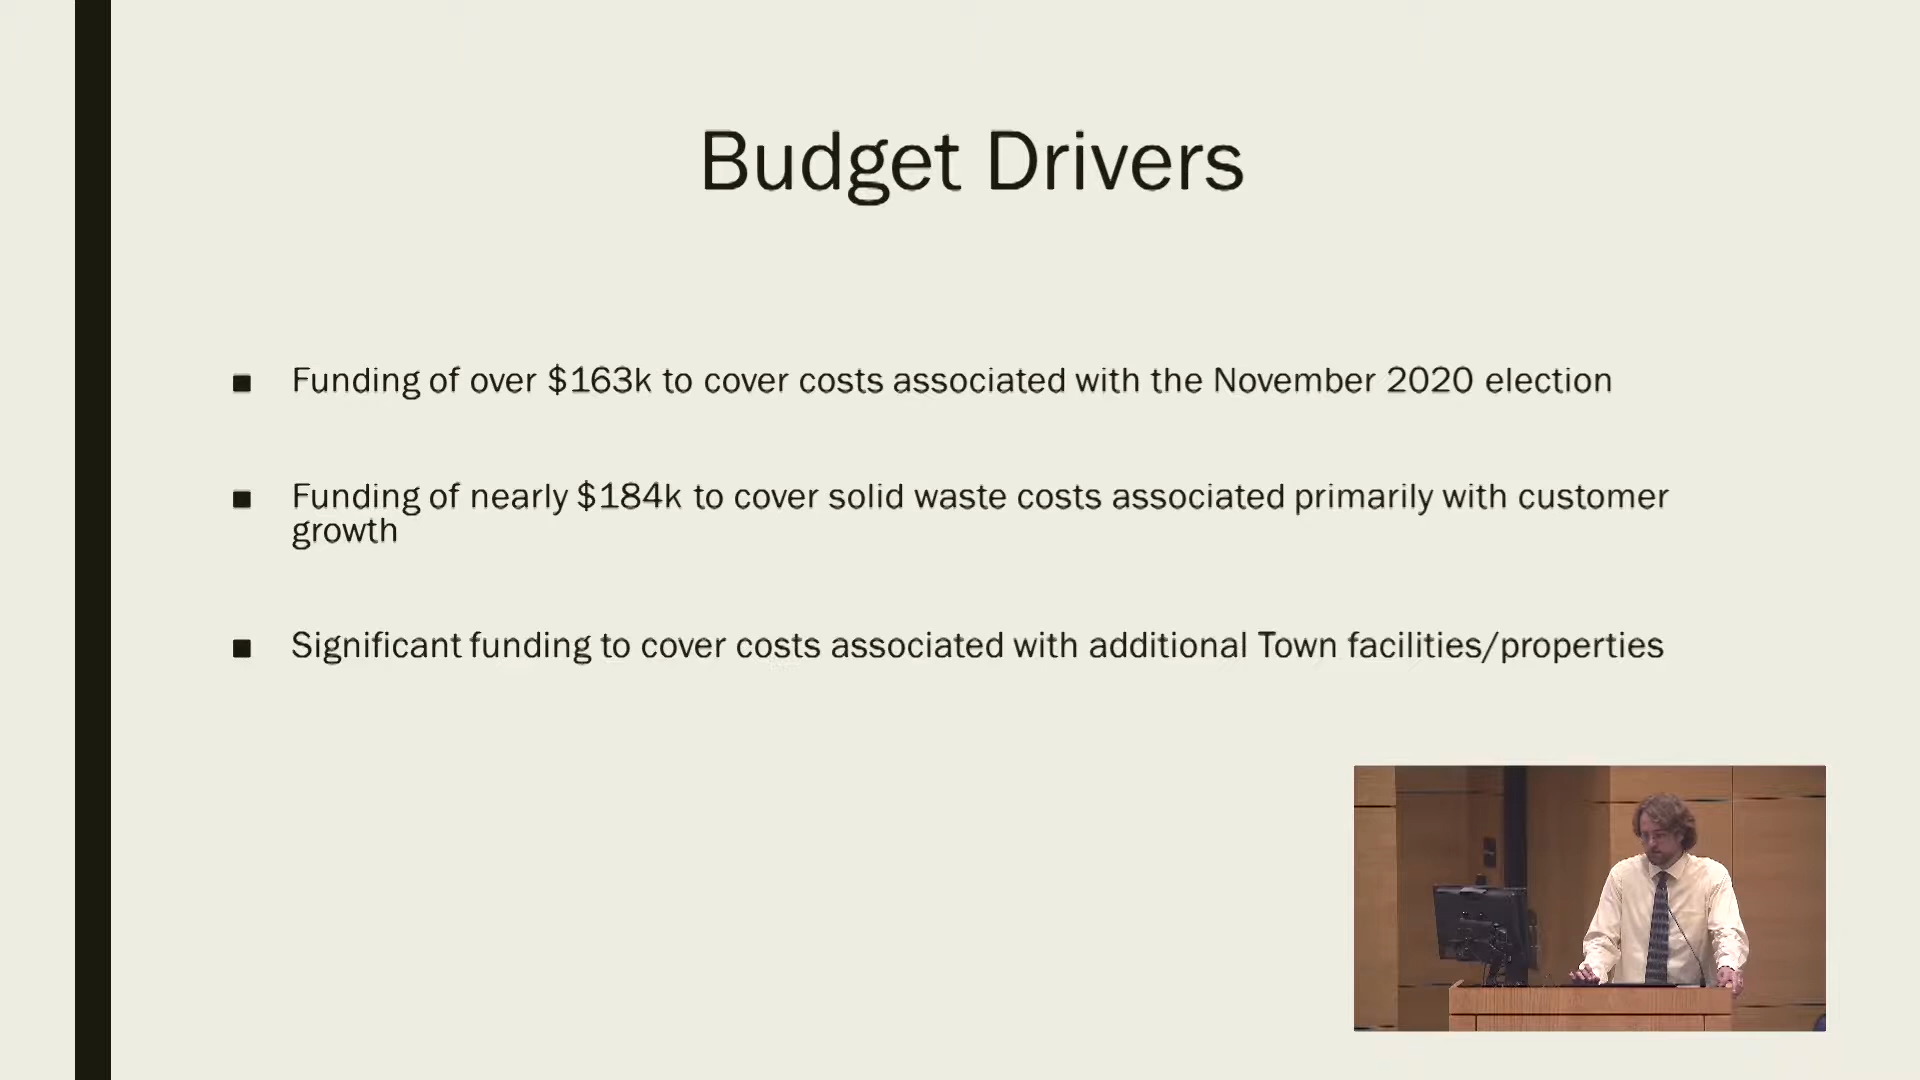 Budget Drivers
Funding of over $163k to cover costs associated with the November 2020 election
Funding of nearly $184k to cover solid waste costs associated primarily with customer
growth
Significant funding to cover costs associated with additional Town facilities/properties